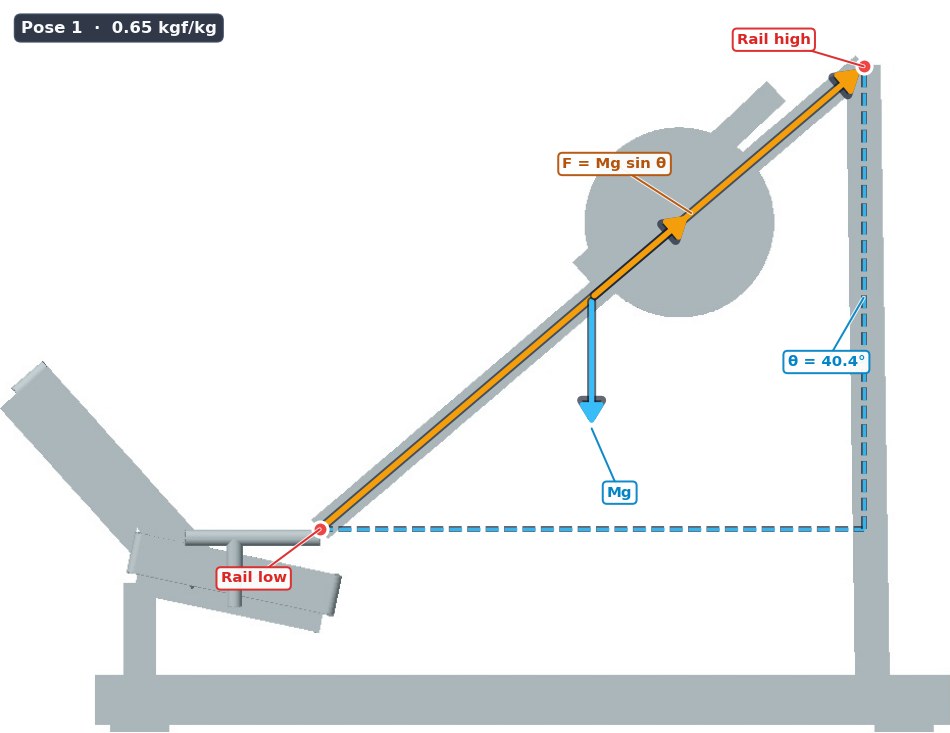 Pose 1 · 0.65 kgf/kg
Rail high
F = Mg sin θ
θ = 40.4°
Mg
Rail low